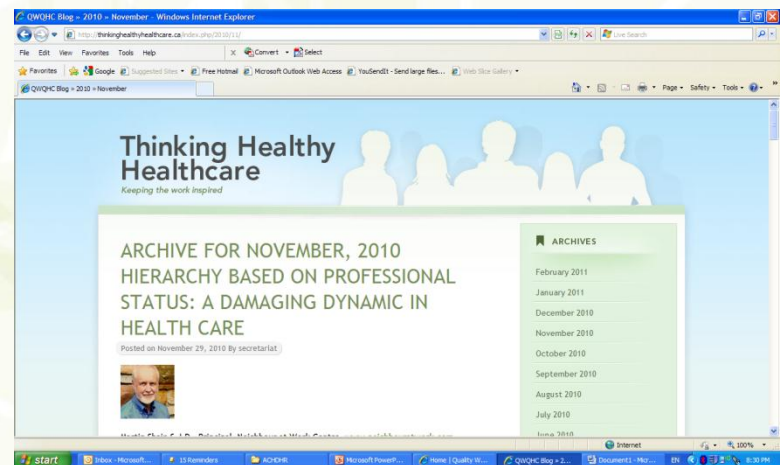 QWQHC Blog » 2010 » November - Windows Internet Explorer
http://thinkinghealthyhealthcare.ca/index.php/2010/11/
Live Search
File Edit View Favorites Tools Help
X Convert Select
Favorites Google Suggested Sites Free Hotmail Microsoft Outlook Web Access YouSendIt - Send large files... Web Slice Gallery
QWQHC Blog » 2010 » November
Page Safety Tools
Thinking Healthy
Healthcare
Keeping the work inspired
ARCHIVE FOR NOVEMBER, 2010
HIERARCHY BASED ON PROFESSIONAL
STATUS: A DAMAGING DYNAMIC IN
HEALTH CARE
Posted on November 29, 2010 By secretariat
ARCHIVES
February 2011
January 2011
December 2010
November 2010
October 2010
September 2010
August 2010
July 2010
June 2010
Internet 100%
start Inbox - Microsoft... 15 Reminders ACHDHR Microsoft PowerP... Home | Quality W... QWQHC Blog » 2... Document1 - Micr... EN 8:30 PM